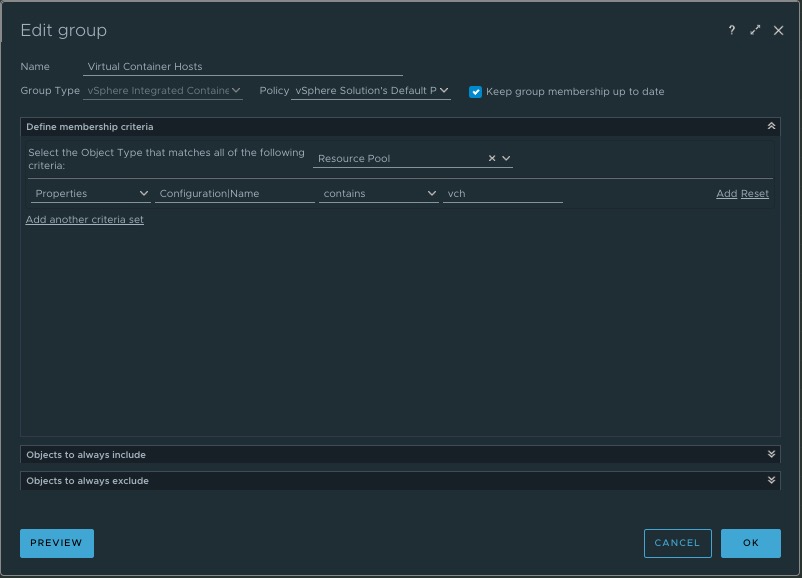 Edit group
?
Name Virtual Container Hosts
Group Type vSphere Integrated Containe Policy vSphere Solution's Default P Keep group membership up to date
Define membership criteria
Select the Object Type that matches all of the following
criteria:
Resource Pool
Properties Configuration|Name contains vch Add Reset
Add another criteria set
Objects to always include
Objects to always exclude
PREVIEW CANCEL OK